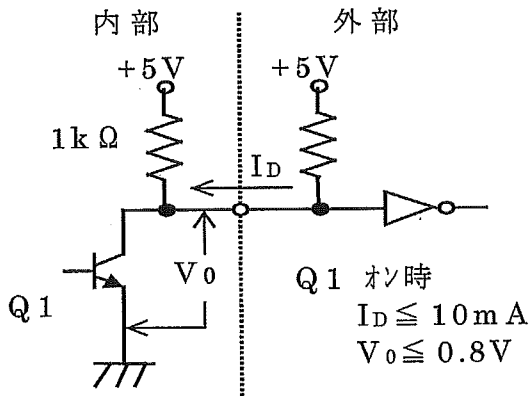 内部
外部
+5V
+5V
1kΩ
ID
V0
Q1
Q1 オン時
ID≦10mA
V0≦0.8V